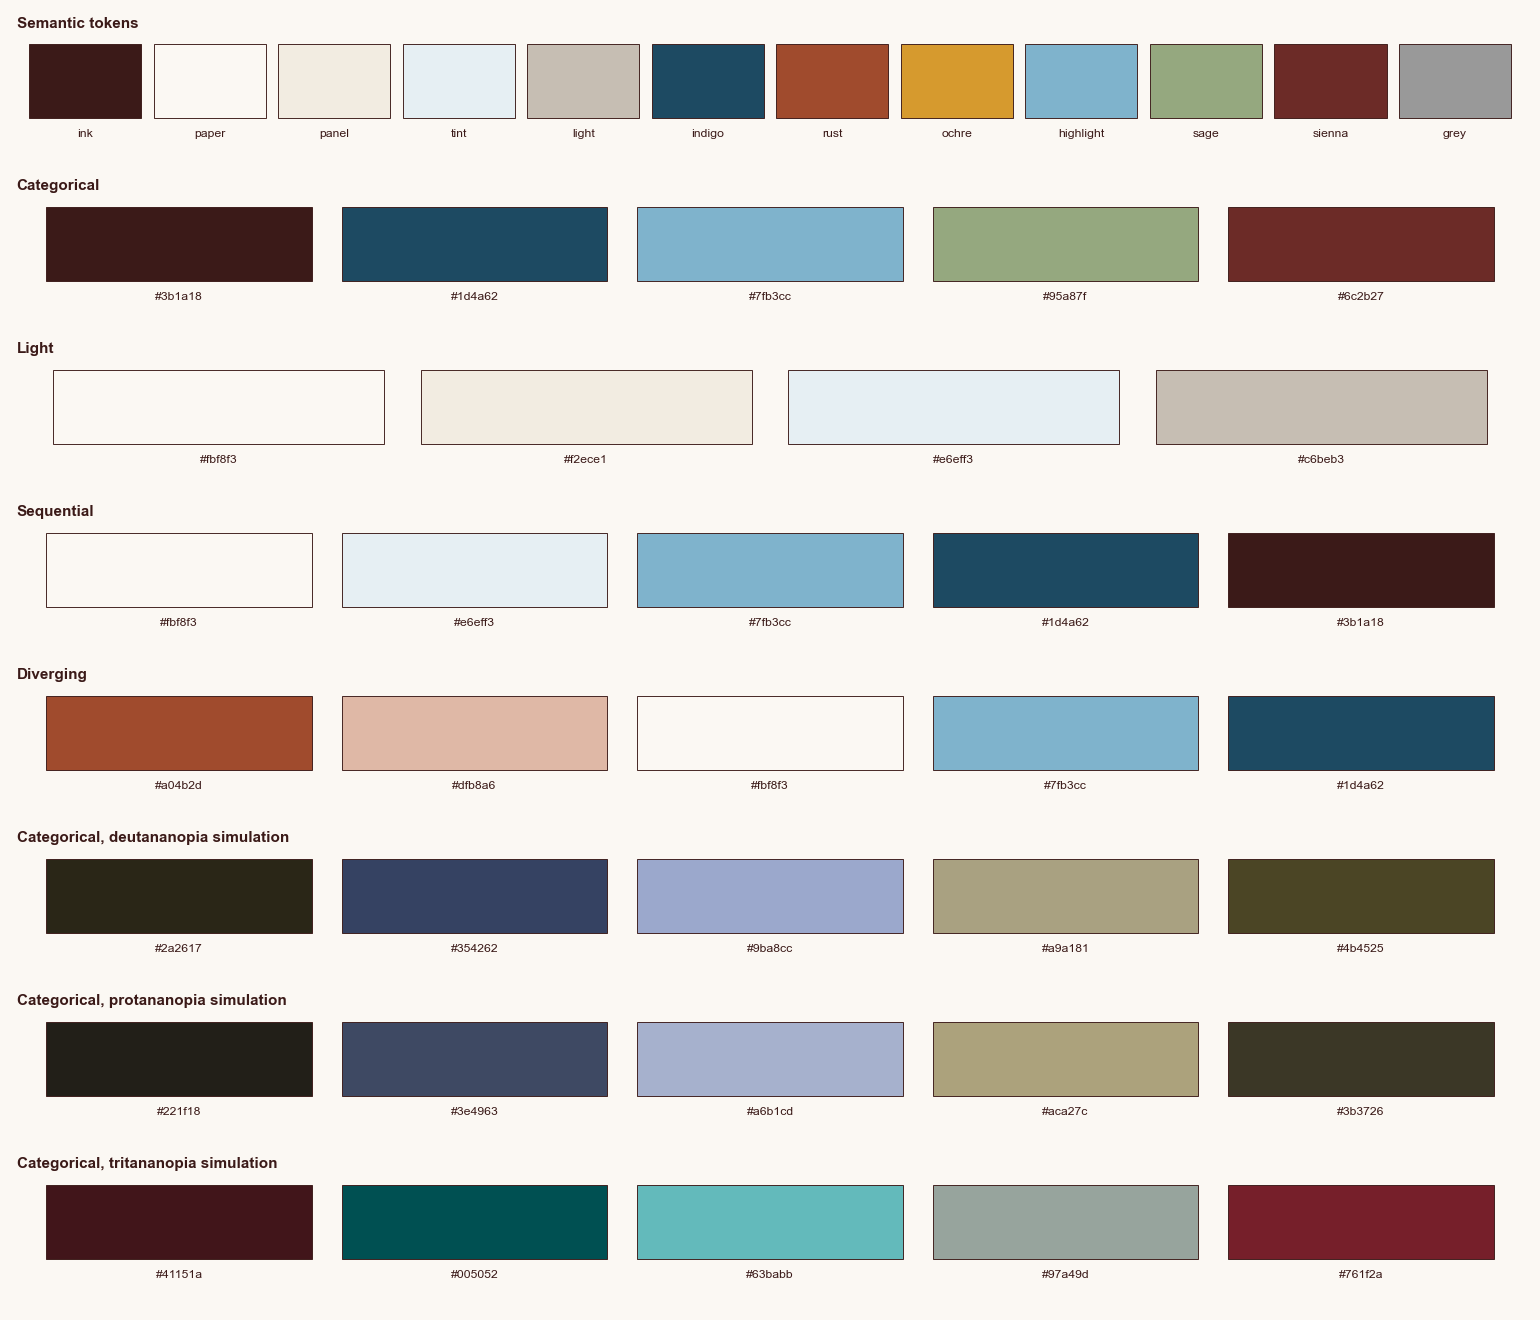 Semantic tokens
ink paper panel tint light indigo rust ochre highlight sage sienna grey
Categorical
#3b1a18 #1d4a62 #7fb3cc #95a87f #6c2b27
Light
#fbf8f3 #f2ece1 #e6eff3 #c6beb3
Sequential
#fbf8f3 #e6eff3 #7fb3cc #1d4a62 #3b1a18
Diverging
#a04b2d #dfb8a6 #fbf8f3 #7fb3cc #1d4a62
Categorical, deutananopia simulation
#2a2617 #354262 #9ba8cc #a9a181 #4b4525
Categorical, protananopia simulation
#221f18 #3e4963 #a6b1cd #aca27c #3b3726
Categorical, tritananopia simulation
#41151a #005052 #63babb #97a49d #761f2a